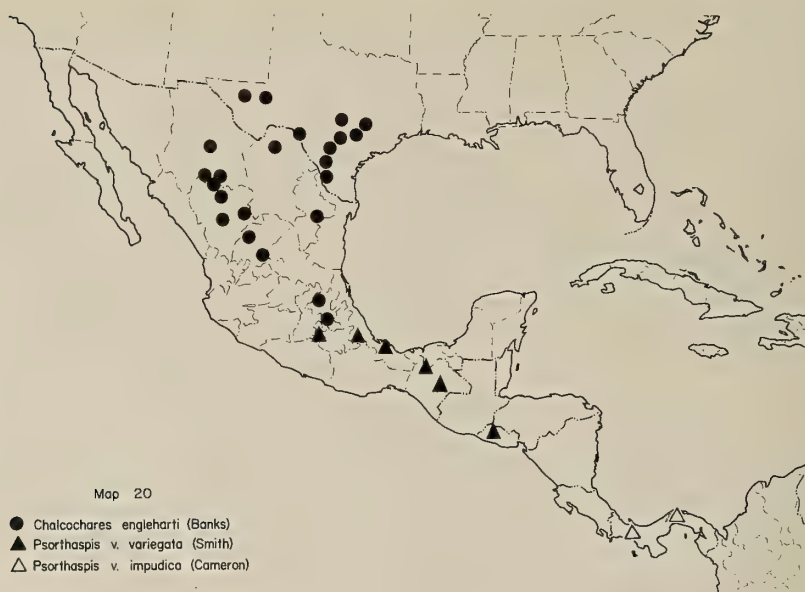 Map 20
● Chalcochares engleharti (Banks)
▲ Psorthaspis v. variegata (Smith)
△ Psorthaspis v. impudica (Cameron)